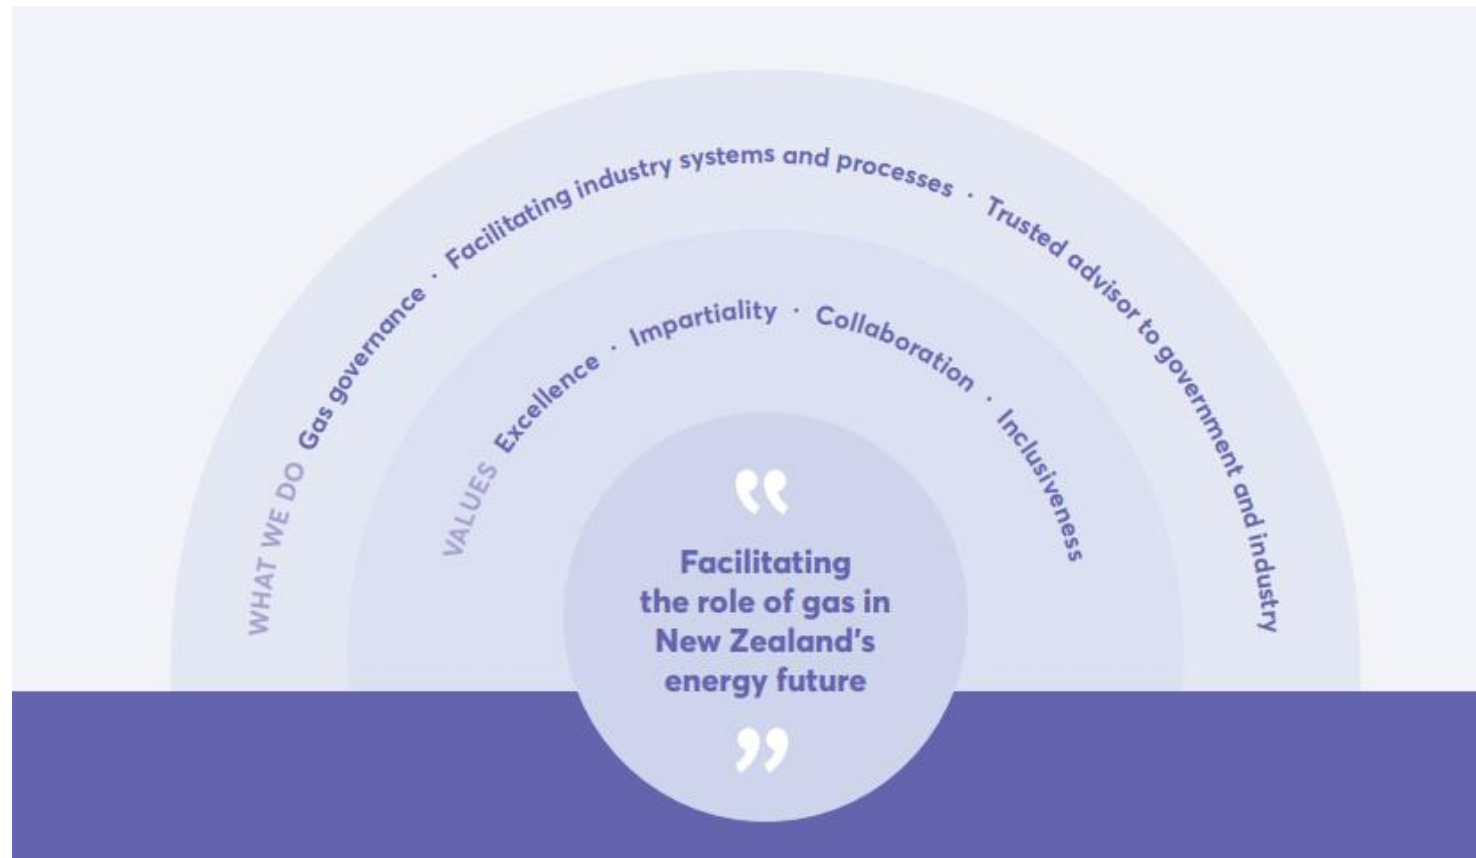 WHAT WE DO Gas governance · Facilitating industry systems and processes · Trusted advisor to government and industry
VALUES Excellence · Impartiality · Collaboration · Inclusiveness
“
Facilitating
the role of gas in
New Zealand's
energy future
”